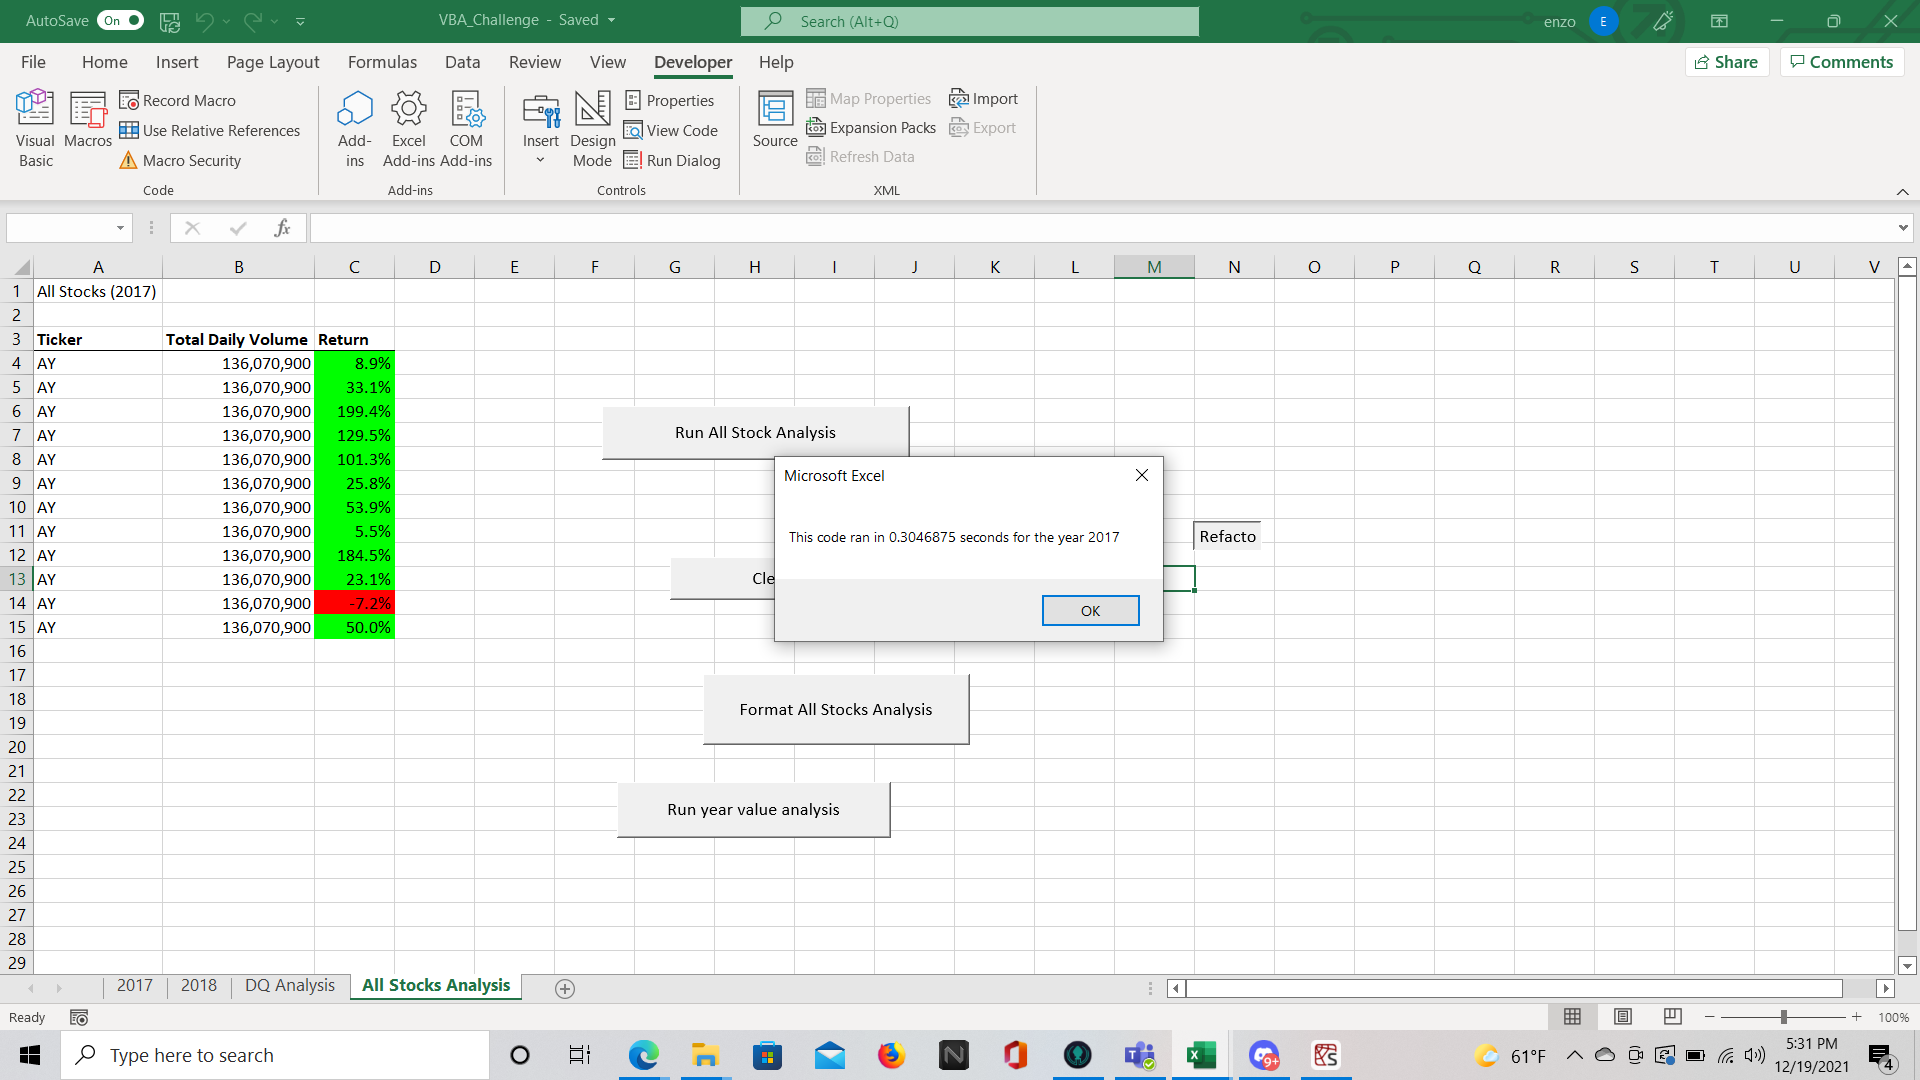 AutoSave On VBA_Challenge - Saved Search (Alt+Q) enzo E
File Home Insert Page Layout Formulas Data Review View Developer Help Share Comments
Visual Basic
Macros
Record Macro
Use Relative References
Macro Security
Code
Add-ins
Excel Add-ins
COM Add-ins
Add-ins
Insert
Design Mode
Properties
View Code
Run Dialog
Controls
Source
Map Properties
Expansion Packs
Refresh Data
Import
Export
XML
fx
A B C D E F G H I J K L M N O P Q R S T U V
1 All Stocks (2017)
2
3 Ticker Total Daily Volume Return
4 AY 136,070,900 8.9%
5 AY 136,070,900 33.1%
6 AY 136,070,900 199.4%
7 AY 136,070,900 129.5%
8 AY 136,070,900 101.3%
9 AY 136,070,900 25.8%
10 AY 136,070,900 53.9%
11 AY 136,070,900 5.5%
12 AY 136,070,900 184.5%
13 AY 136,070,900 23.1%
14 AY 136,070,900 -7.2%
15 AY 136,070,900 50.0%
16
17
18
19
20
21
22
23
24
25
26
27
28
29
Run All Stock Analysis
Microsoft Excel
This code ran in 0.3046875 seconds for the year 2017
OK
Refacto
Cle
Format All Stocks Analysis
Run year value analysis
2017 2018 DQ Analysis All Stocks Analysis
Ready 100%
Type here to search
9+
61°F
5:31 PM
12/19/2021
4